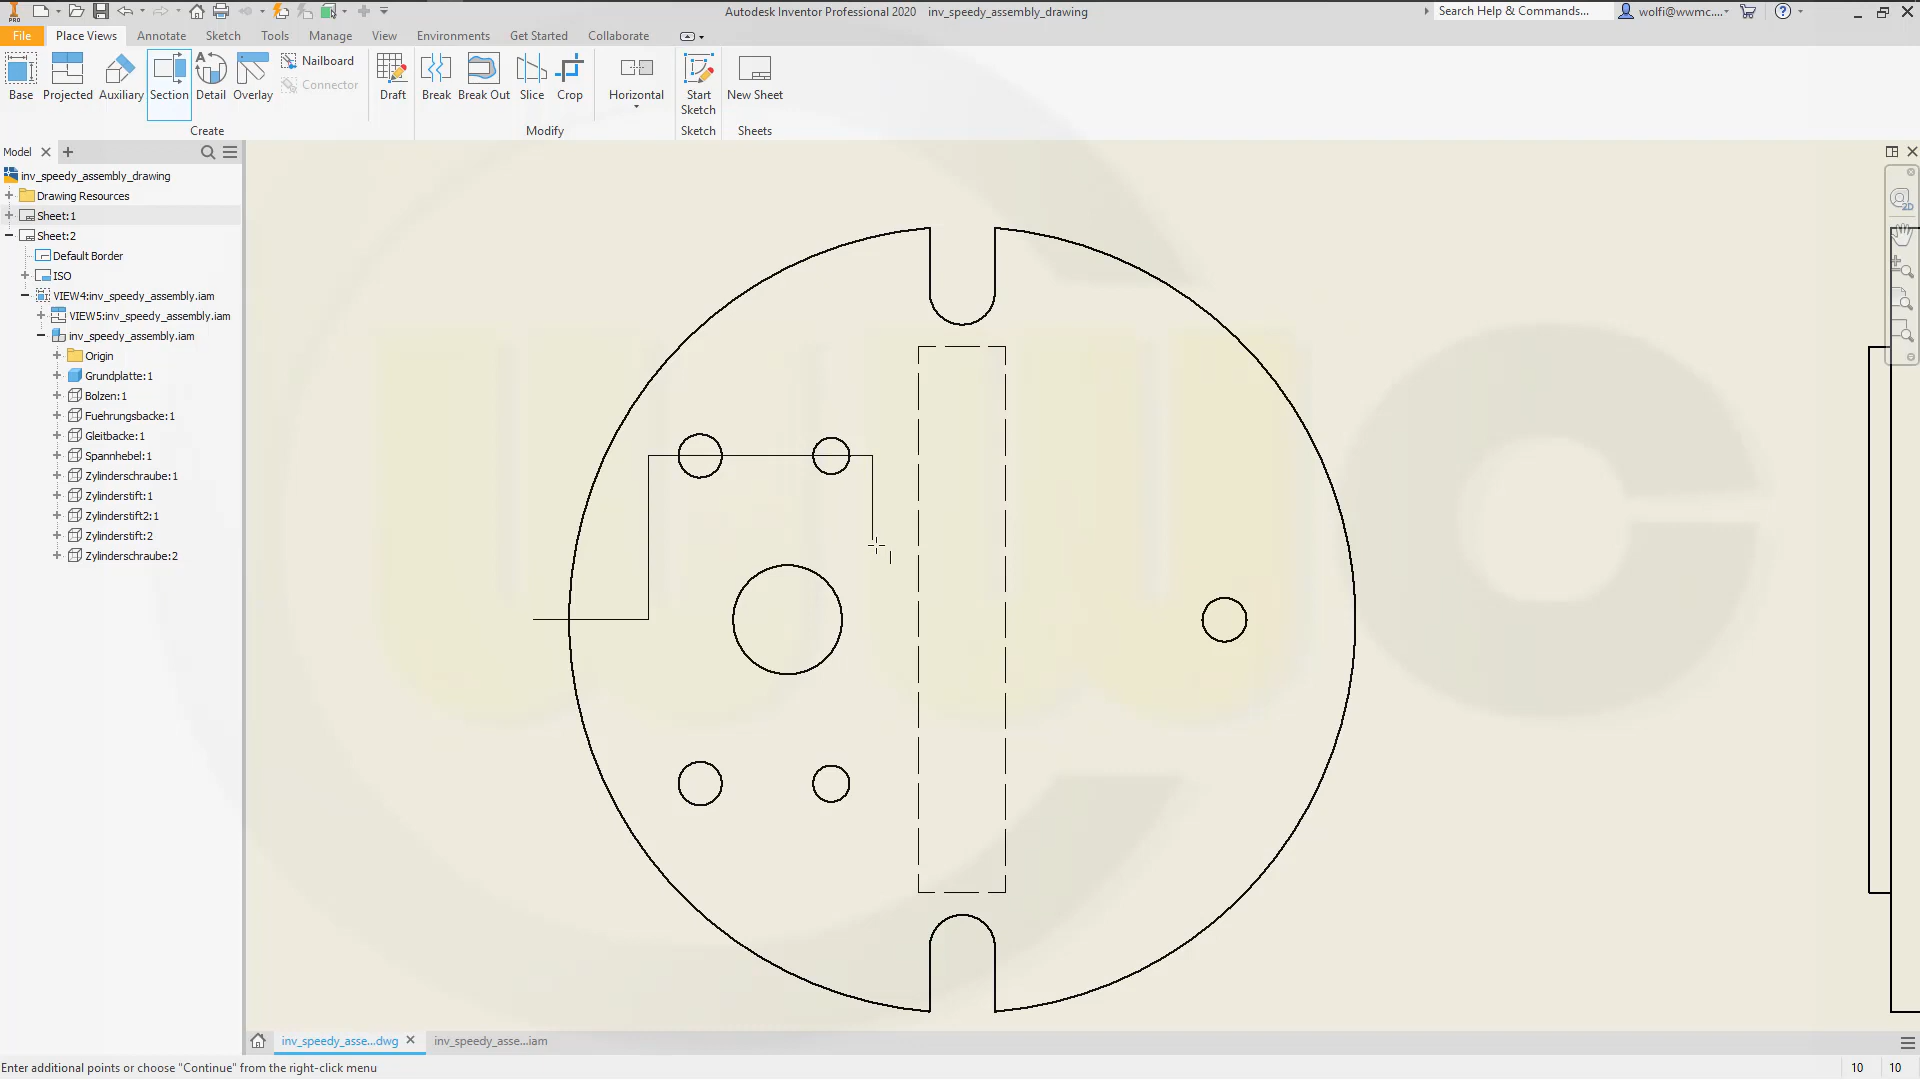 Autodesk Inventor Professional 2020   inv_speedy_assembly_drawing
Search Help & Commands...
wolfi@wwmc....
PRO
File
Place Views
Annotate
Sketch
Tools
Manage
View
Environments
Get Started
Collaborate
Base
Projected
Auxiliary
Section
Detail
Overlay
Nailboard
Connector
Draft
Break
Break Out
Slice
Crop
Horizontal
Start Sketch
New Sheet
Create
Modify
Sketch
Sheets
Model
inv_speedy_assembly_drawing
Drawing Resources
Sheet:1
Sheet:2
Default Border
ISO
VIEW4:inv_speedy_assembly.iam
VIEW5:inv_speedy_assembly.iam
inv_speedy_assembly.iam
Origin
Grundplatte:1
Bolzen:1
Fuehrungsbacke:1
Gleitbacke:1
Spannhebel:1
Zylinderschraube:1
Zylinderstift:1
Zylinderstift2:1
Zylinderstift:2
Zylinderschraube:2
2D
inv_speedy_asse...dwg
inv_speedy_asse...iam
Enter additional points or choose "Continue" from the right-click menu
10
10